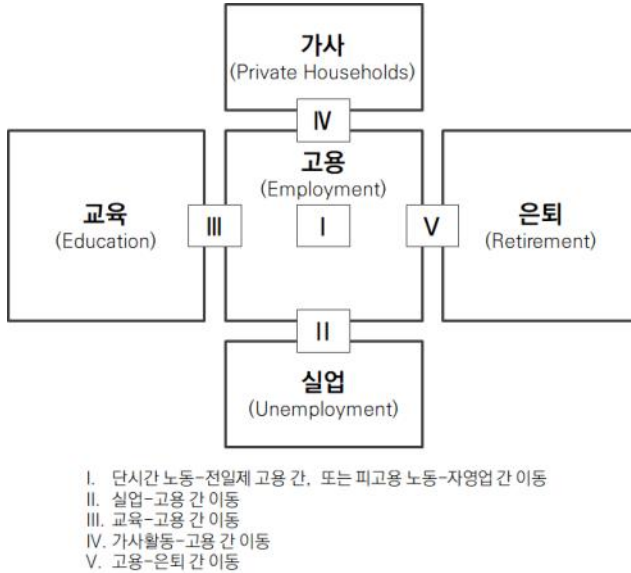 가사
(Private Households)
IV
고용
(Employment)
교육
(Education)
III
I
V
은퇴
(Retirement)
II
실업
(Unemployment)
I. 단시간 노동-전일제 고용 간, 또는 피고용 노동-자영업 간 이동
II. 실업-고용 간 이동
III. 교육-고용 간 이동
IV. 가사활동-고용 간 이동
V. 고용-은퇴 간 이동